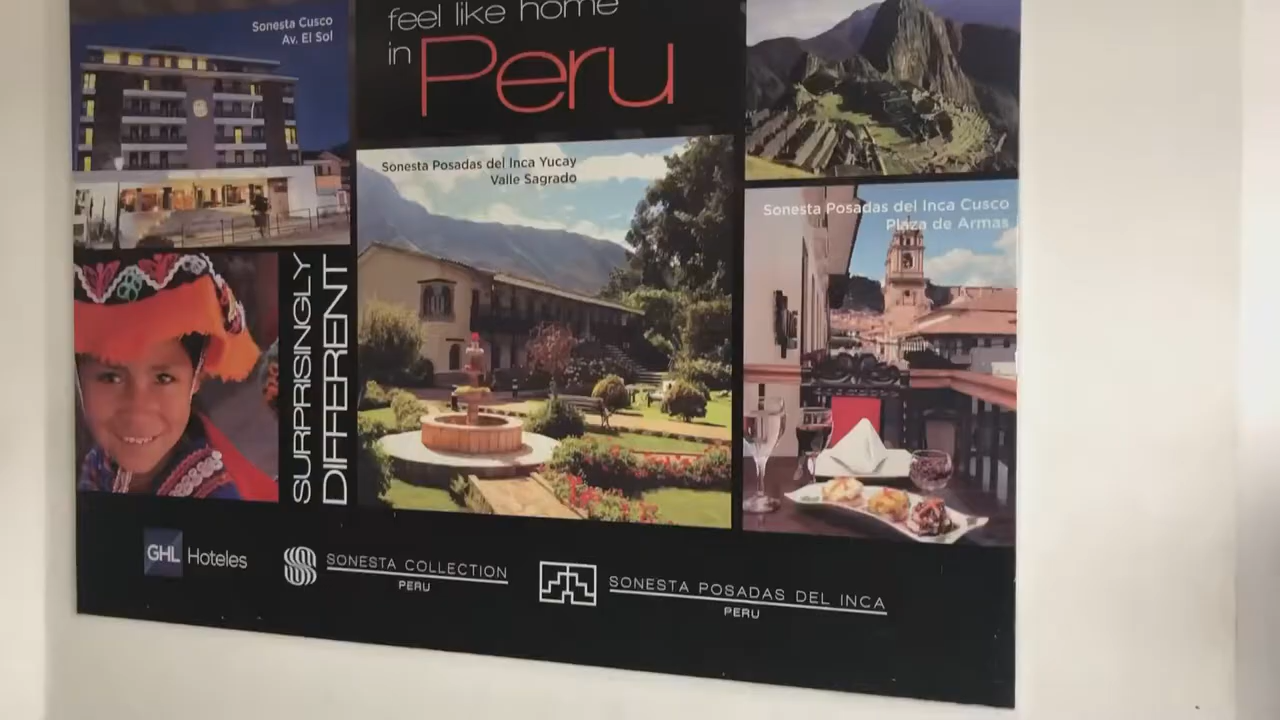 Sonesta Cusco
Av. El Sol
feel like home
in Peru
Sonesta Posadas del Inca Yucay
Valle Sagrado
Sonesta Posadas del Inca Cusco
Plaza de Armas
SURPRISINGLY
DIFFERENT
GHL Hoteles
SONESTA COLLECTION
PERU
SONESTA POSADAS DEL INCA
PERU